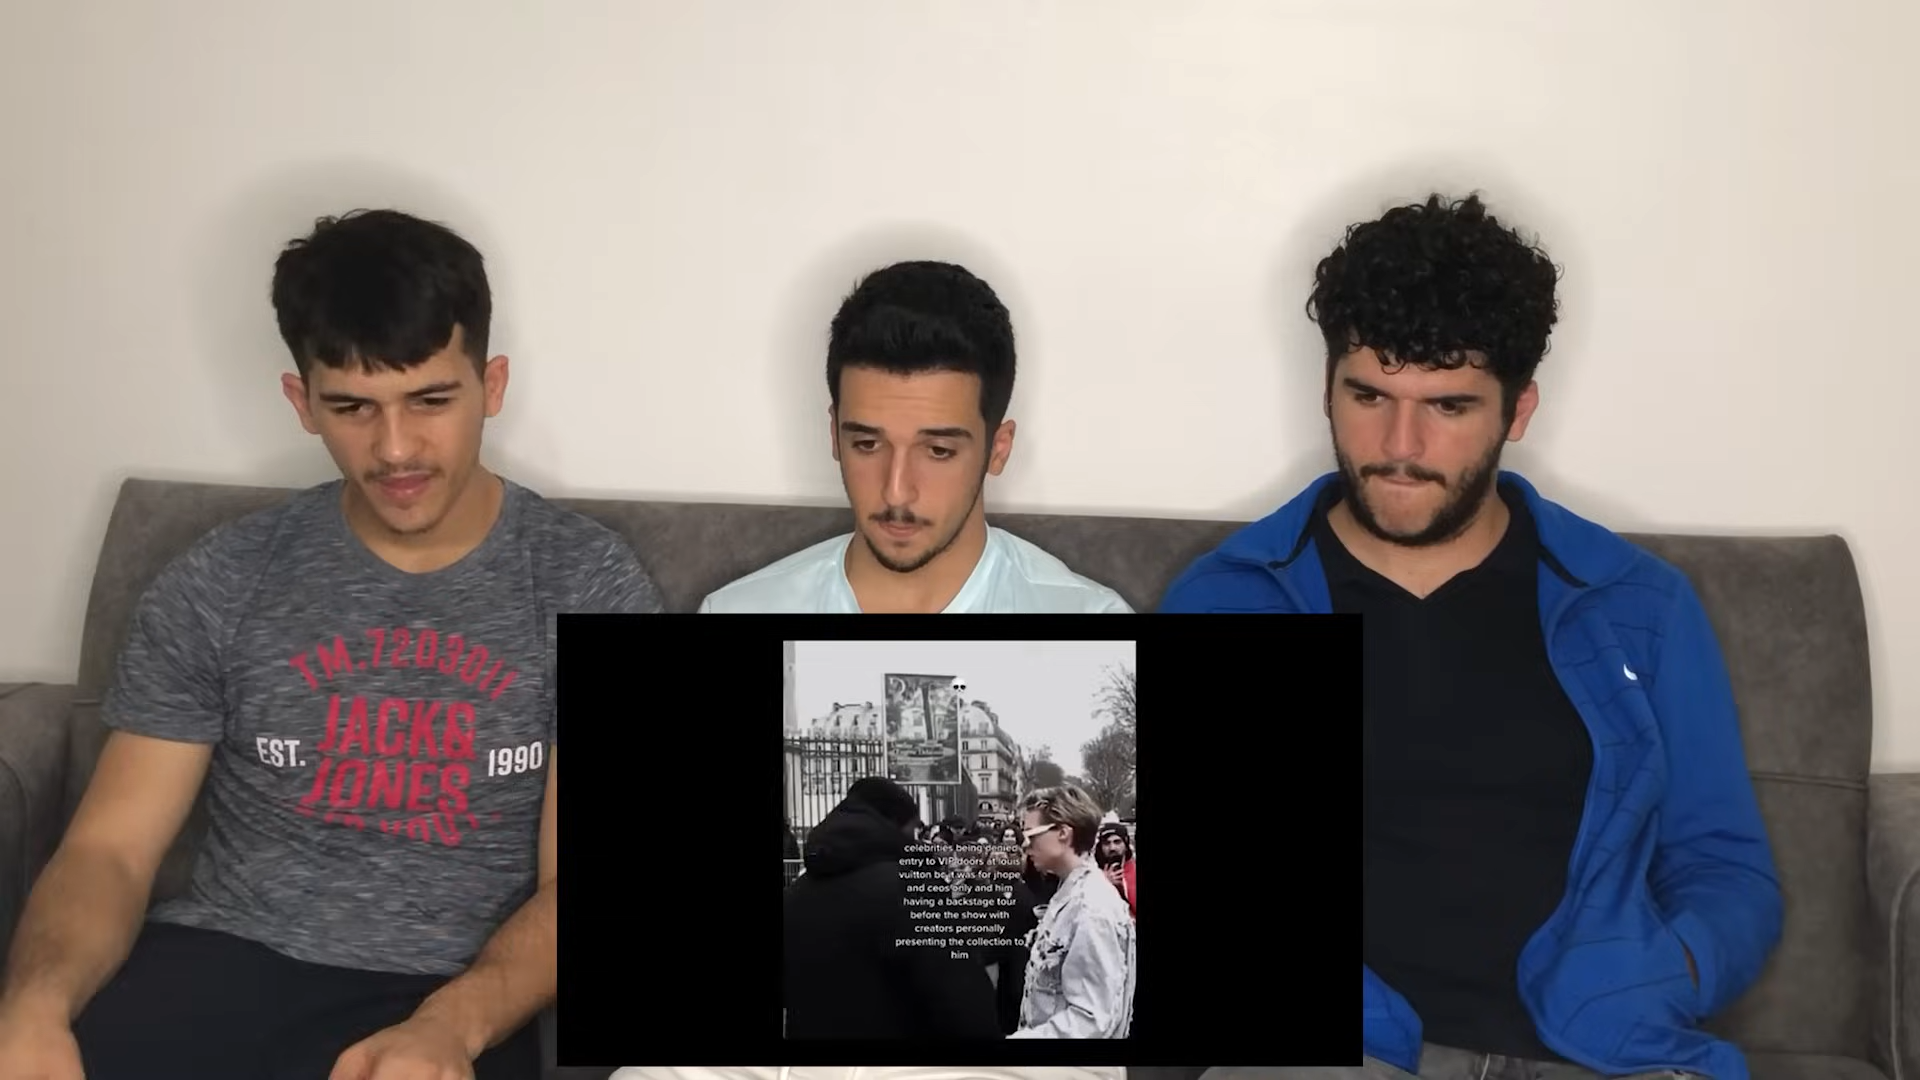 TM.7203011
JACK&
JONES
EST.
1990
celebrities being denied
entry to VIP doors at louis
vuitton bc it was for jhope
and ceos only and him
having a backstage tour
before the show with
creators personally
presenting the collection to
him